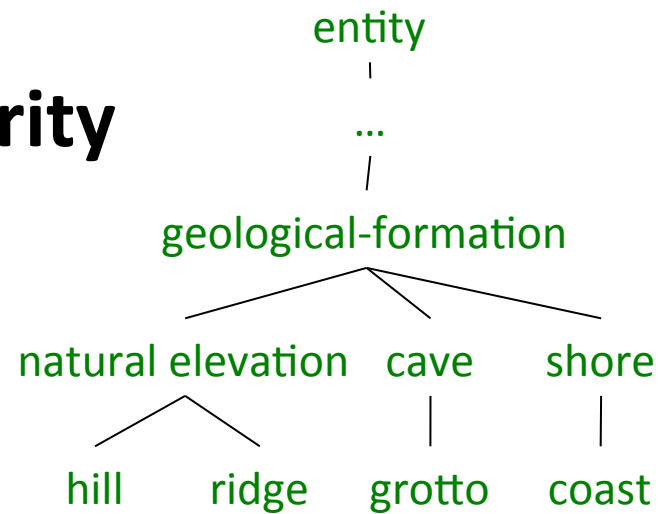 entity
rity
...
geological-formation
natural elevation cave shore
hill ridge grotto coast